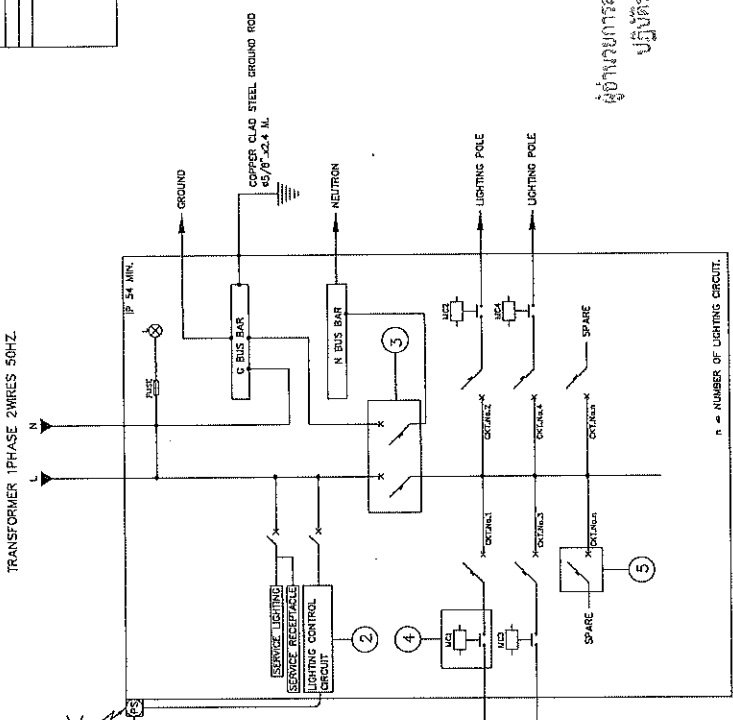 TRANSFORMER 1PHASE 2WIRES 50HZ.
L
N
IP 54 MIN.
FUSE
L
GROUND
COPPER CLAD STEEL GROUND ROD
ø5/8"x2.4 M.
G BUS BAR
NEUTRON
N BUS BAR
3
PS
SERVICE LIGHTING
SERVICE RECEPTACLE
LIGHTING CONTROL
CIRCUIT
2
4
MC1
CKT.No.1
CKT.No.2
MC2
LIGHTING POLE
MC3
CKT.No.3
CKT.No.4
MC4
LIGHTING POLE
SPARE
CKT.No.n
CKT.No.n
SPARE
5
n = NUMBER OF LIGHTING CIRCUIT.